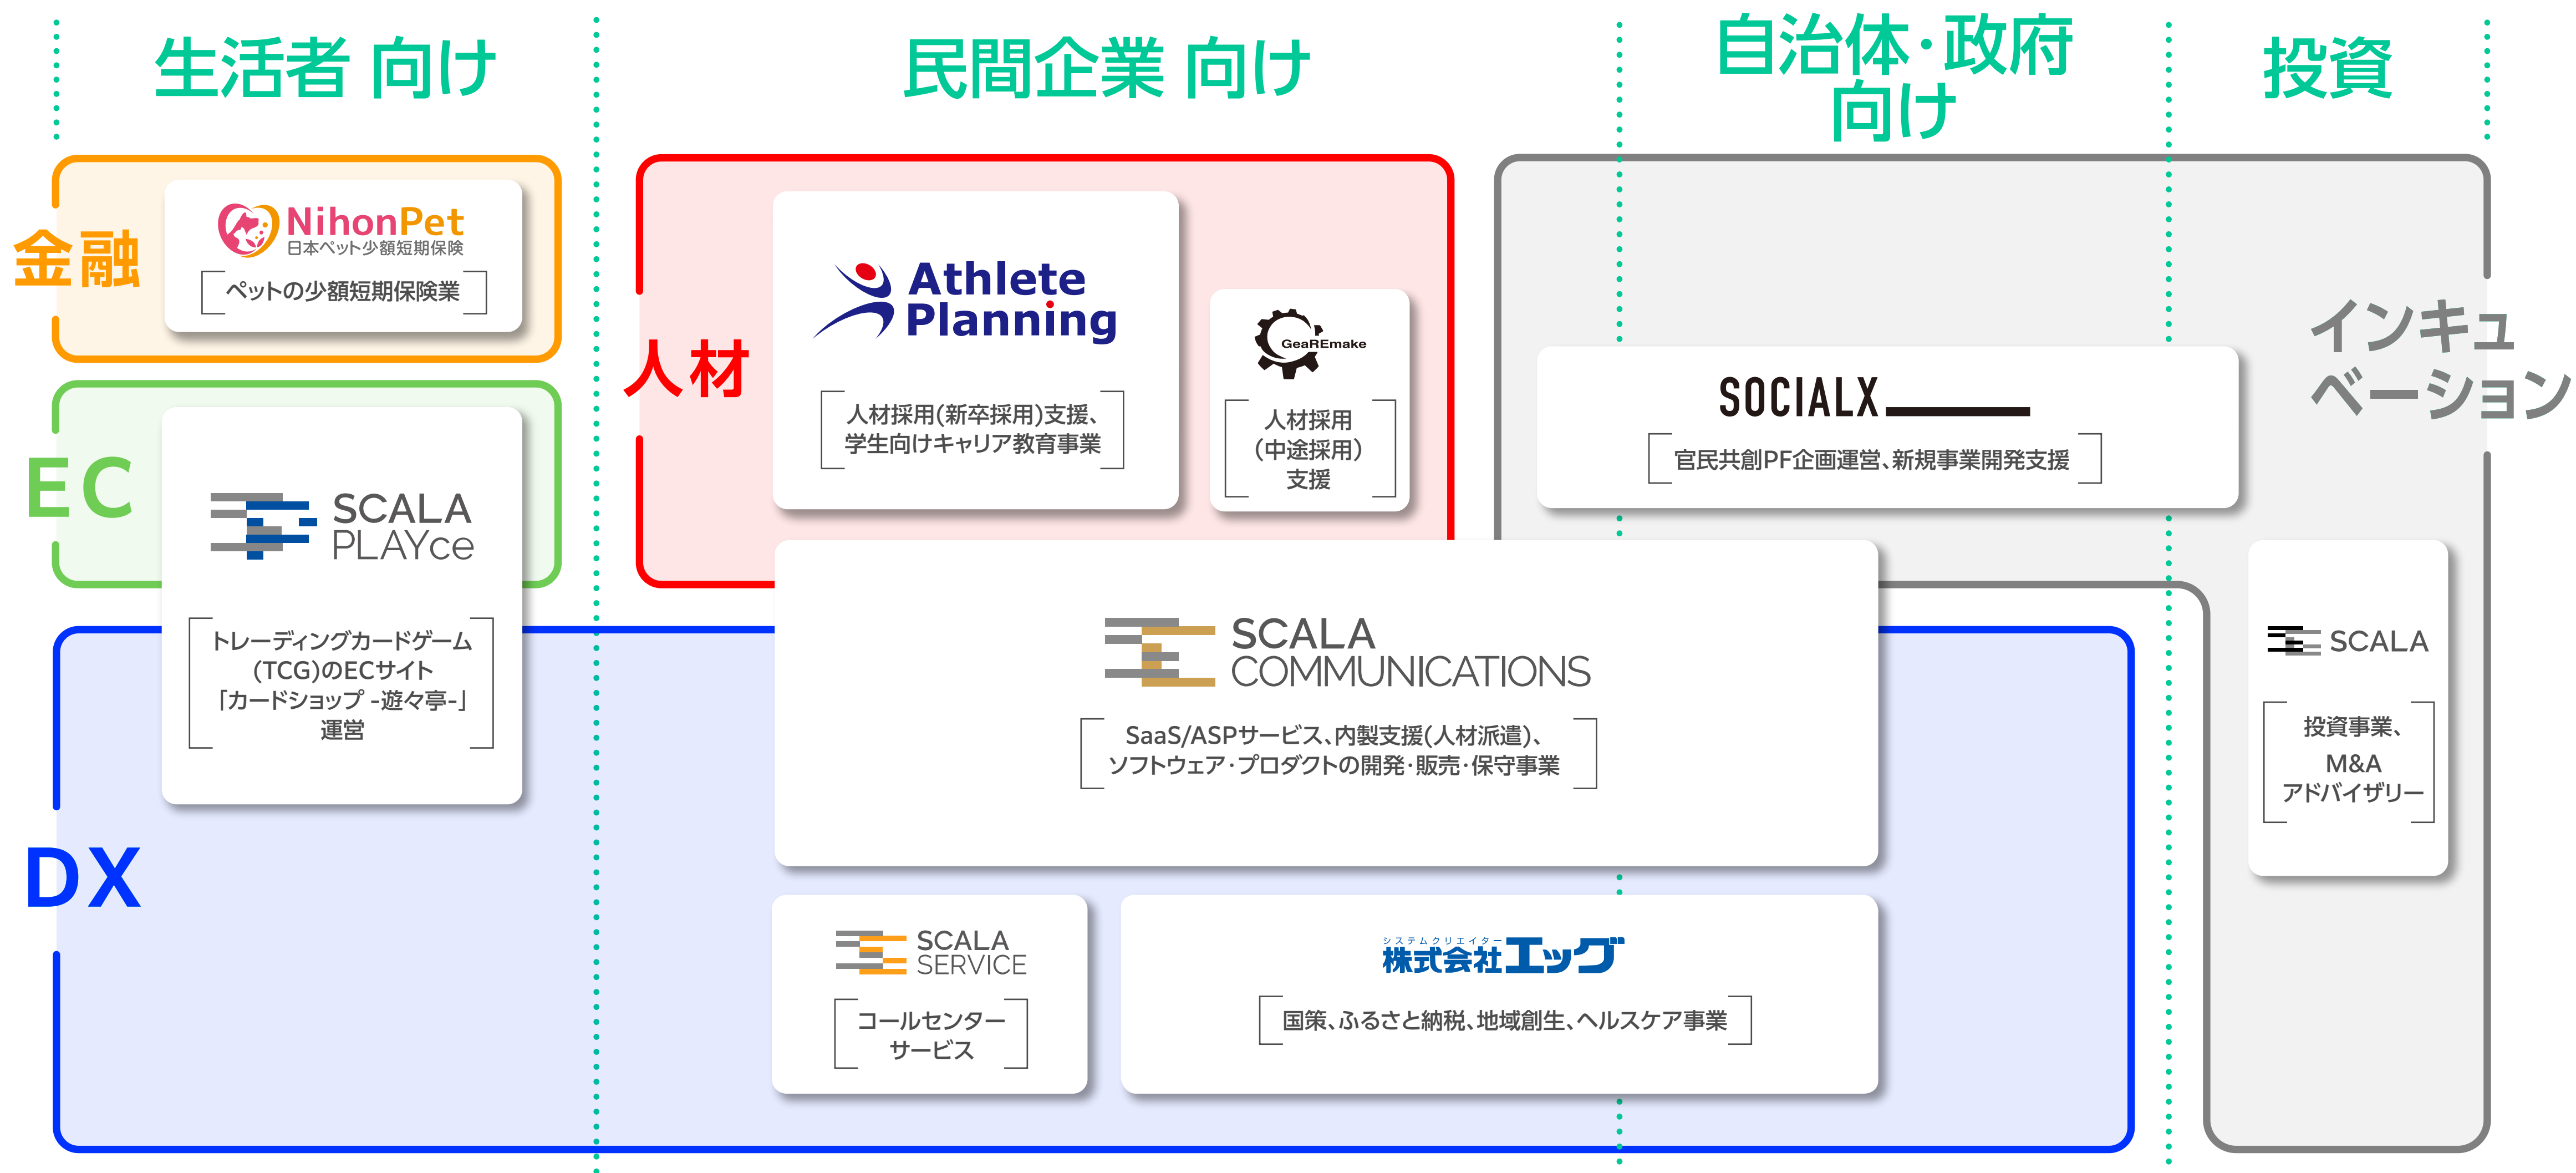 生活者 向け
民間企業 向け
自治体・政府
向け
投資
金融
NihonPet
日本ペット少額短期保険
ペットの少額短期保険業
EC
SCALA
PLAYce
トレーディングカードゲーム
(TCG)のECサイト
「カードショップ -遊々亭-」
運営
人材
Athlete
Planning
人材採用(新卒採用)支援、
学生向けキャリア教育事業
GeaREmake
人材採用
(中途採用)
支援
インキュ
ベーション
SOCIALX
官民共創PF企画運営、新規事業開発支援
SCALA
投資事業、
M&A
アドバイザリー
DX
SCALA
COMMUNICATIONS
SaaS/ASPサービス、内製支援(人材派遣)、
ソフトウェア・プロダクトの開発・販売・保守事業
SCALA
SERVICE
コールセンター
サービス
システムクリエイター
株式会社エッグ
国策、ふるさと納税、地域創生、ヘルスケア事業